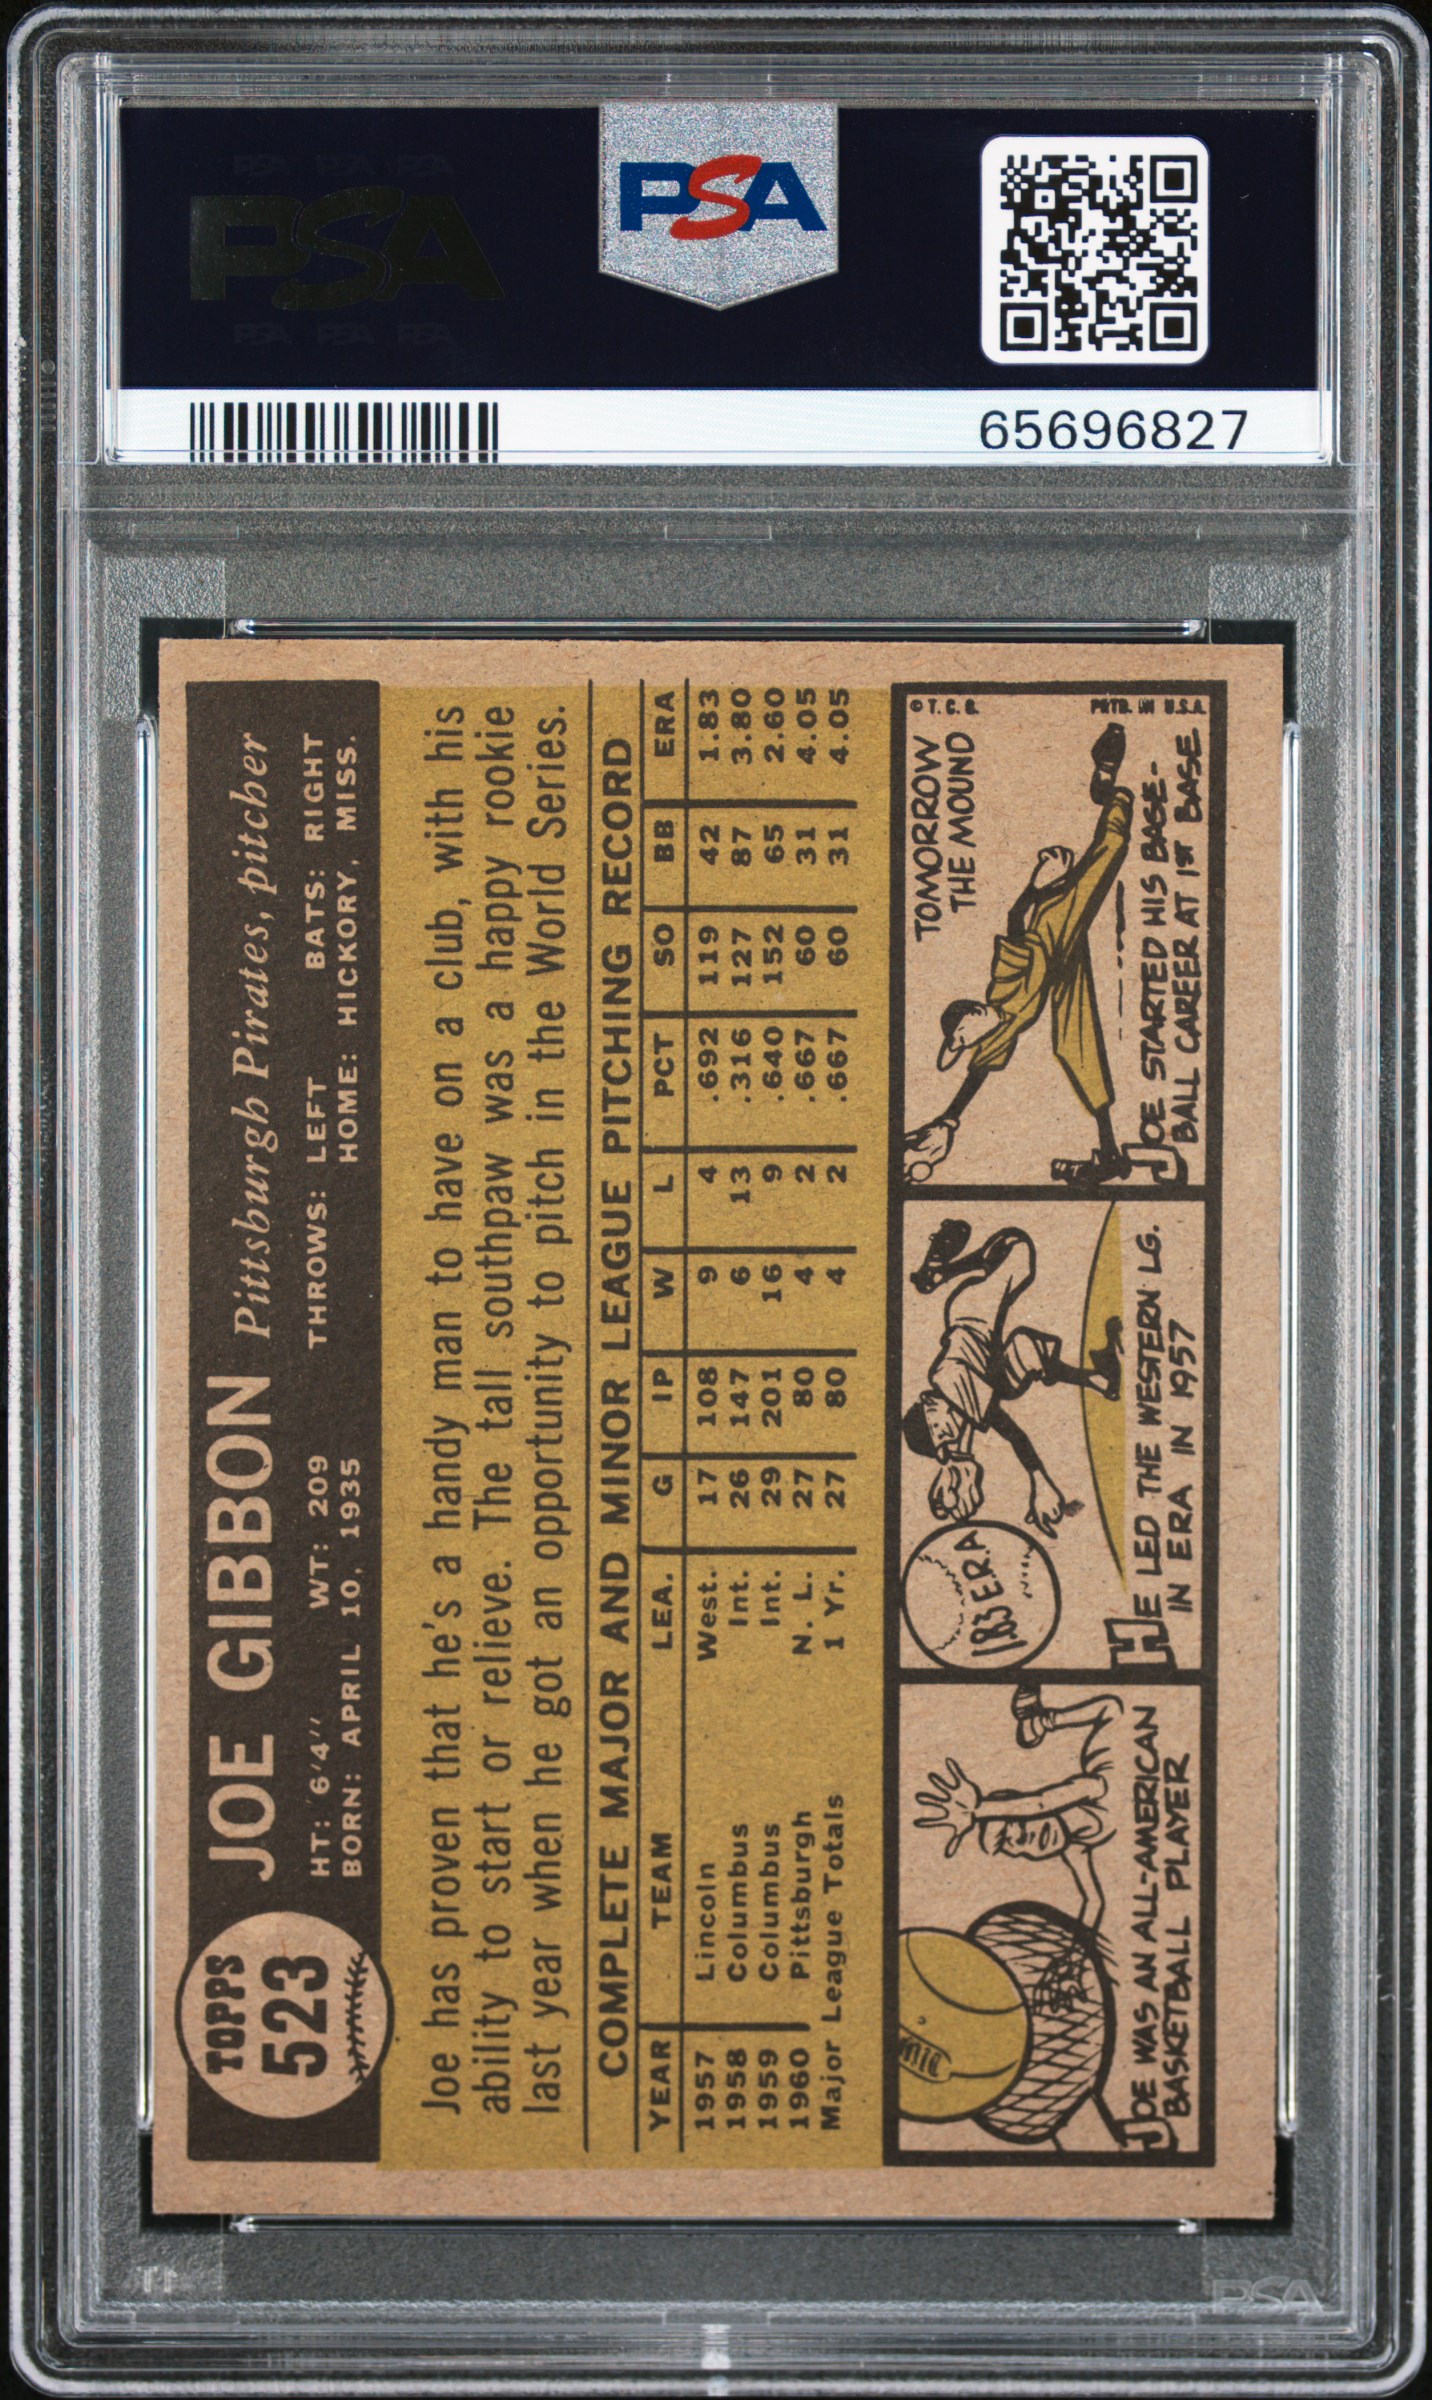 PSA PSA PSA
PSA
PSA PSA PSA
PSA
65696827
TOPPS
523
JOE GIBBON Pittsburgh Pirates, pitcher
HT: 6'4'' WT: 209 THROWS: LEFT BATS: RIGHT
BORN: APRIL 10, 1935 HOME: HICKORY, MISS.
Joe has proven that he's a handy man to have on a club, with his
ability to start or relieve. The tall southpaw was a happy rookie
last year when he got an opportunity to pitch in the World Series.
COMPLETE MAJOR AND MINOR LEAGUE PITCHING RECORD
YEAR TEAM LEA. G IP W L PCT SO BB ERA
1957 Lincoln West. 17 108 9 4 .692 119 42 1.83
1958 Columbus Int. 26 147 6 13 .316 127 87 3.80
1959 Columbus Int. 29 201 16 9 .640 152 65 2.60
1960 Pittsburgh N. L. 27 80 4 2 .667 60 31 4.05
Major League Totals 1 Yr. 27 80 4 2 .667 60 31 4.05
JOE WAS AN ALL-AMERICAN
BASKETBALL PLAYER
1.83 ERA
HE LED THE WESTERN LG.
IN ERA IN 1957
TOMORROW
THE MOUND
© T. C. G.
PRTD. IN U.S.A.
JOE STARTED HIS BASE-
BALL CAREER AT 1ST BASE
PSA